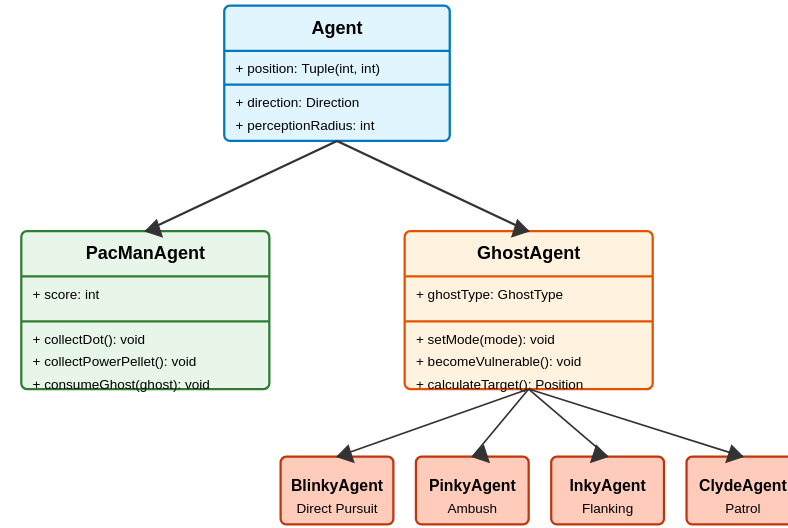 Agent
+ position: Tuple(int, int)
+ direction: Direction
+ perceptionRadius: int
PacManAgent
+ score: int
+ collectDot(): void
+ collectPowerPellet(): void
+ consumeGhost(ghost): void
GhostAgent
+ ghostType: GhostType
+ setMode(mode): void
+ becomeVulnerable(): void
+ calculateTarget(): Position
BlinkyAgent
Direct Pursuit
PinkyAgent
Ambush
InkyAgent
Flanking
ClydeAgent
Patrol